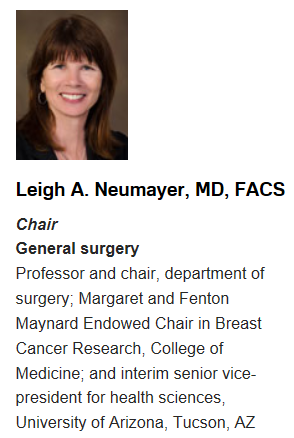 Leigh A. Neumayer, MD, FACS
Chair
General surgery
Professor and chair, department of
surgery; Margaret and Fenton
Maynard Endowed Chair in Breast
Cancer Research, College of
Medicine; and interim senior vice-
president for health sciences,
University of Arizona, Tucson, AZ